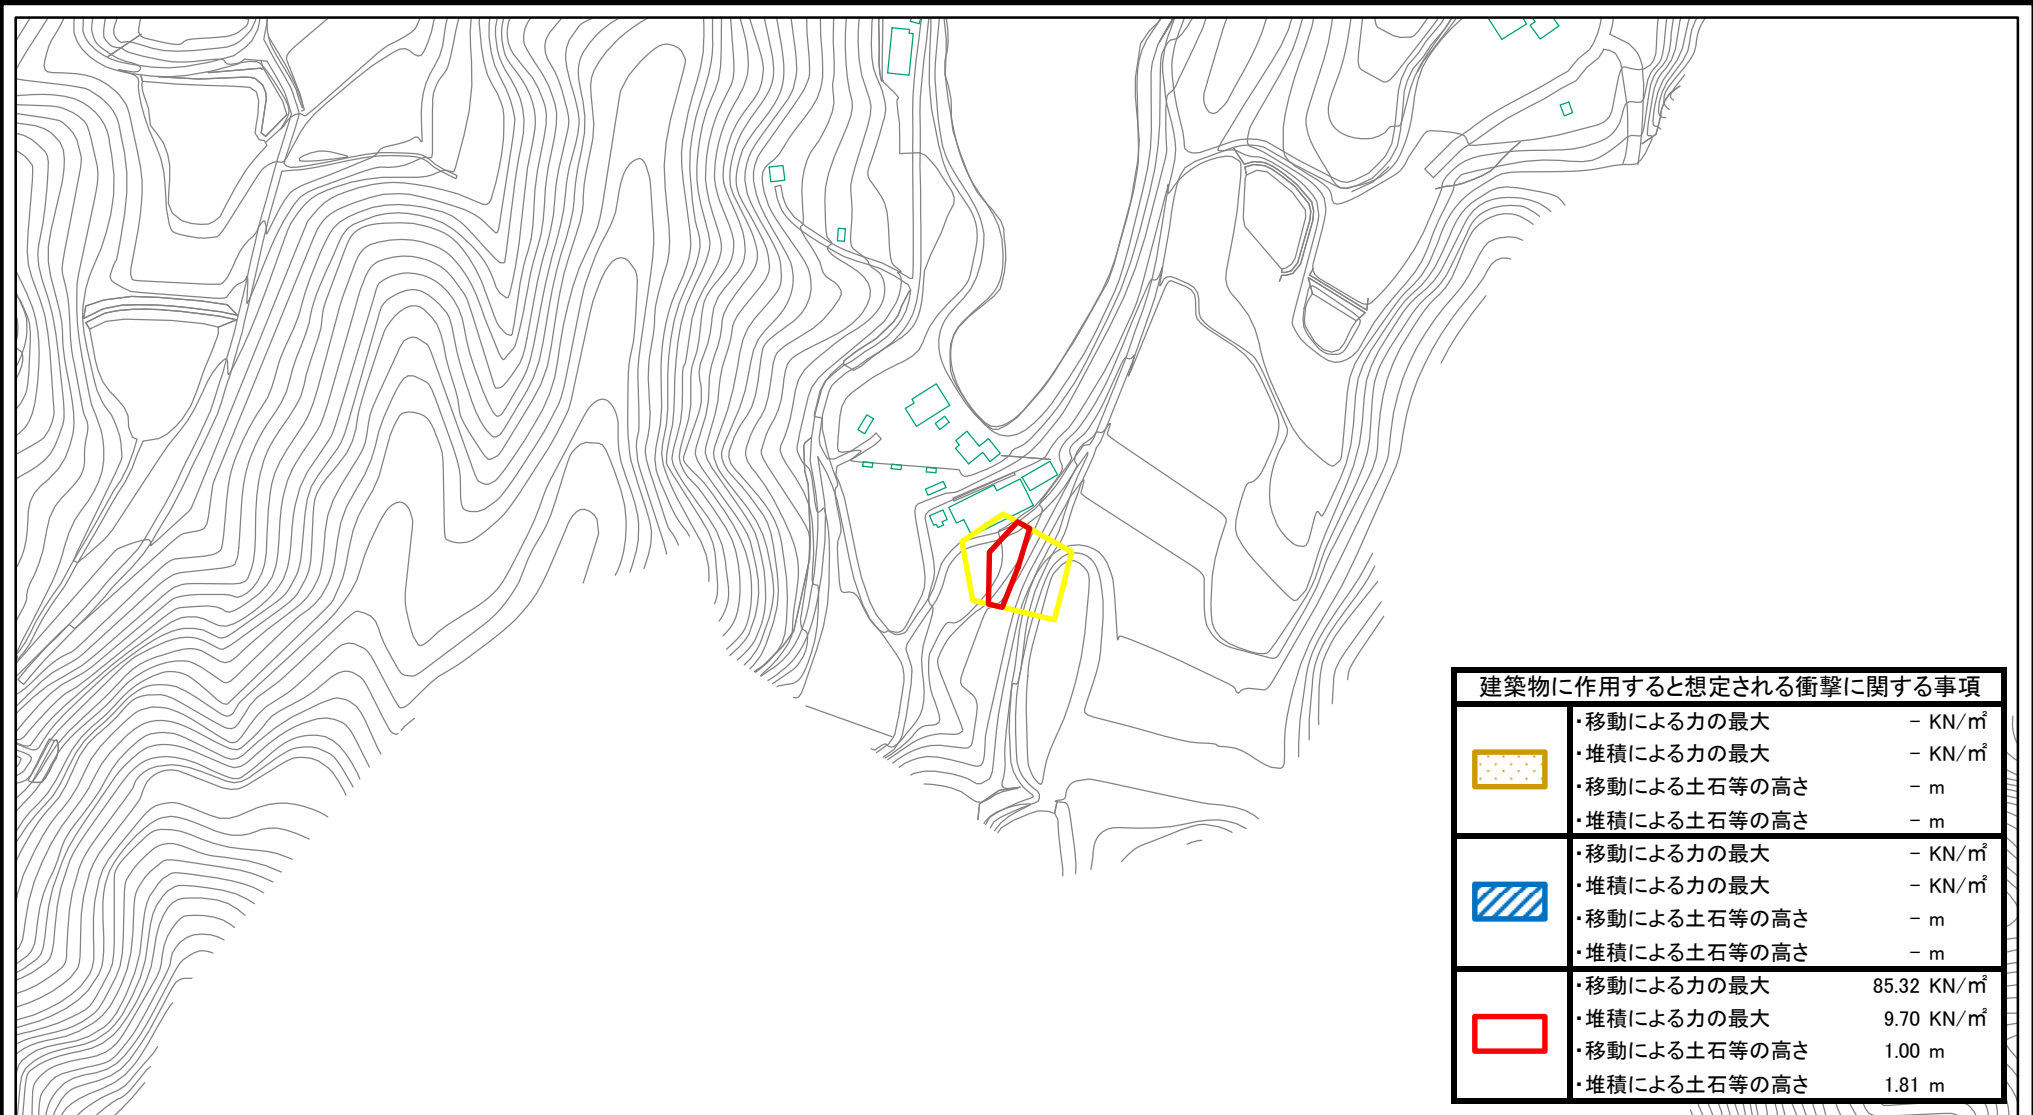 建築物に作用すると想定される衝撃に関する事項
・移動による力の最大 － KN/㎡
・堆積による力の最大 － KN/㎡
・移動による土石等の高さ － m
・堆積による土石等の高さ － m
・移動による力の最大 － KN/㎡
・堆積による力の最大 － KN/㎡
・移動による土石等の高さ － m
・堆積による土石等の高さ － m
・移動による力の最大 85.32 KN/㎡
・堆積による力の最大 9.70 KN/㎡
・移動による土石等の高さ 1.00 m
・堆積による土石等の高さ 1.81 m